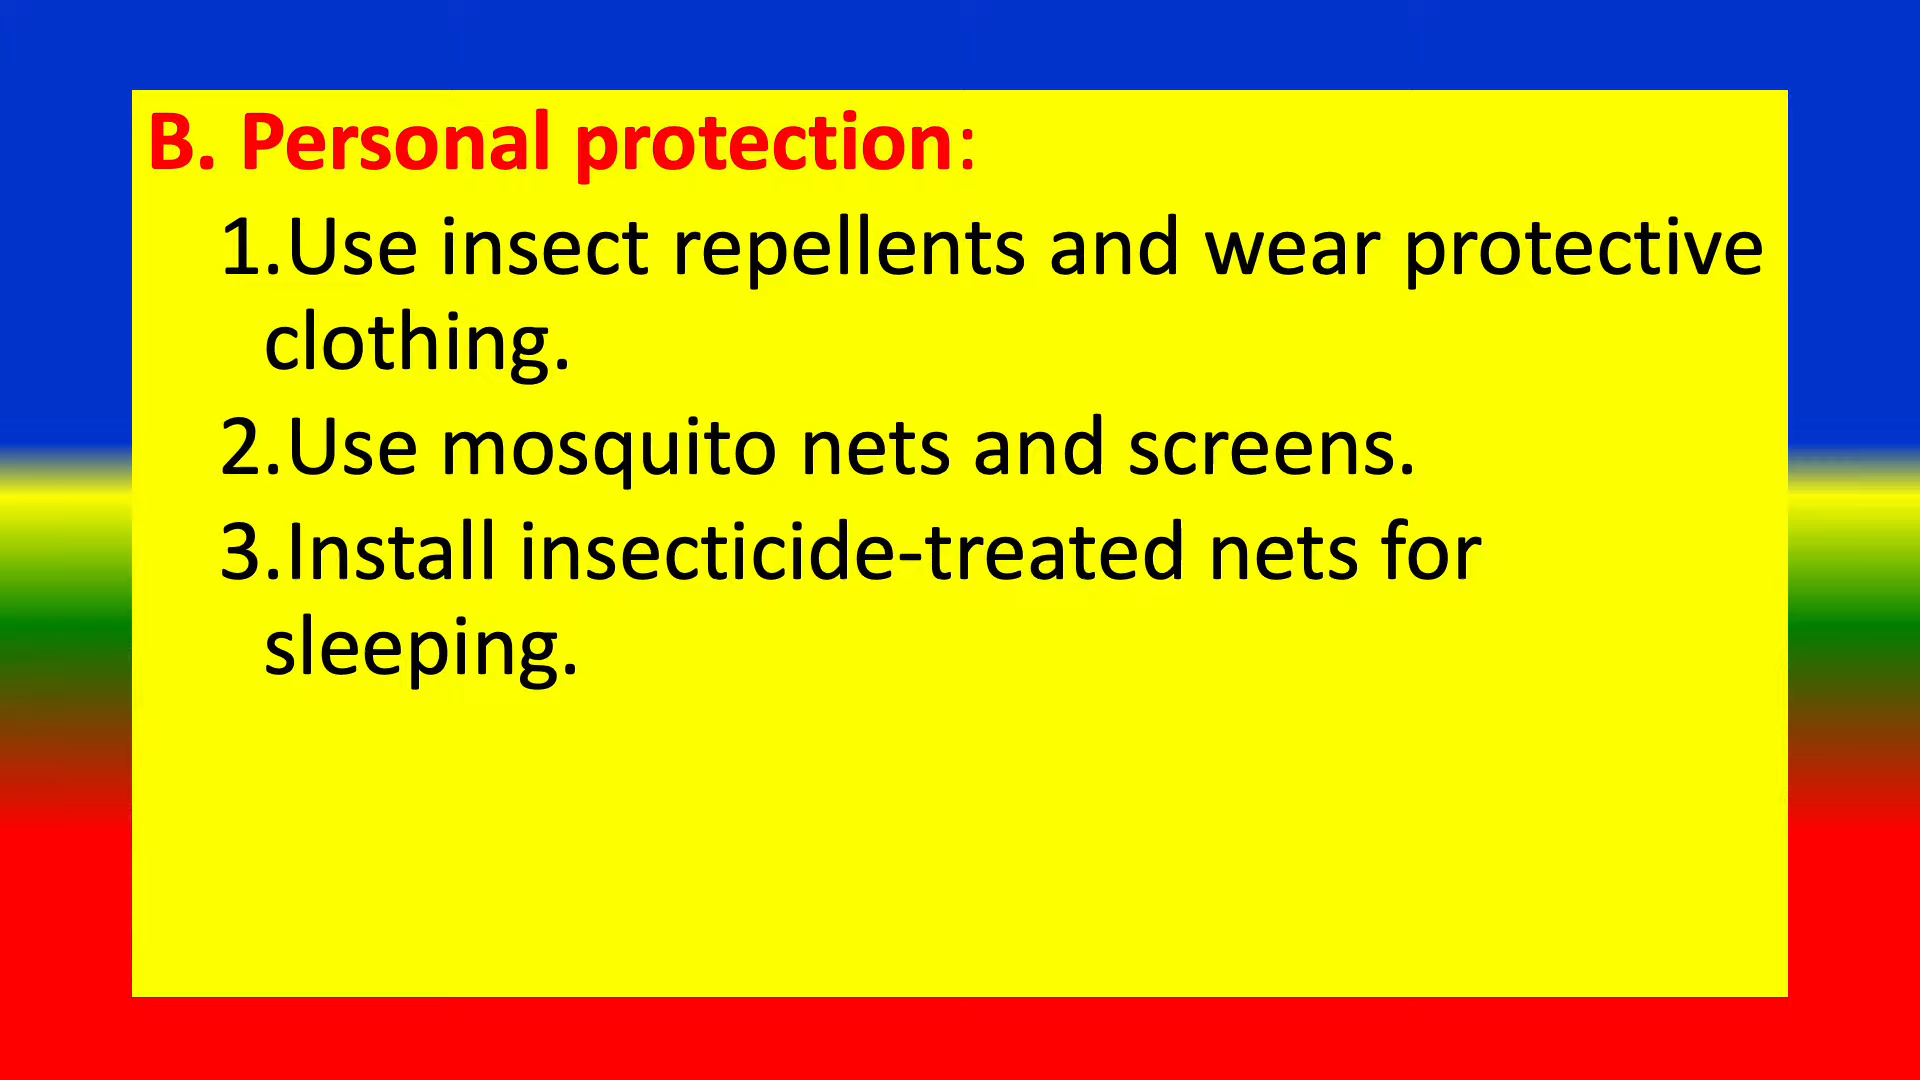 B. Personal protection:
1.Use insect repellents and wear protective
clothing.
2.Use mosquito nets and screens.
3.Install insecticide-treated nets for
sleeping.